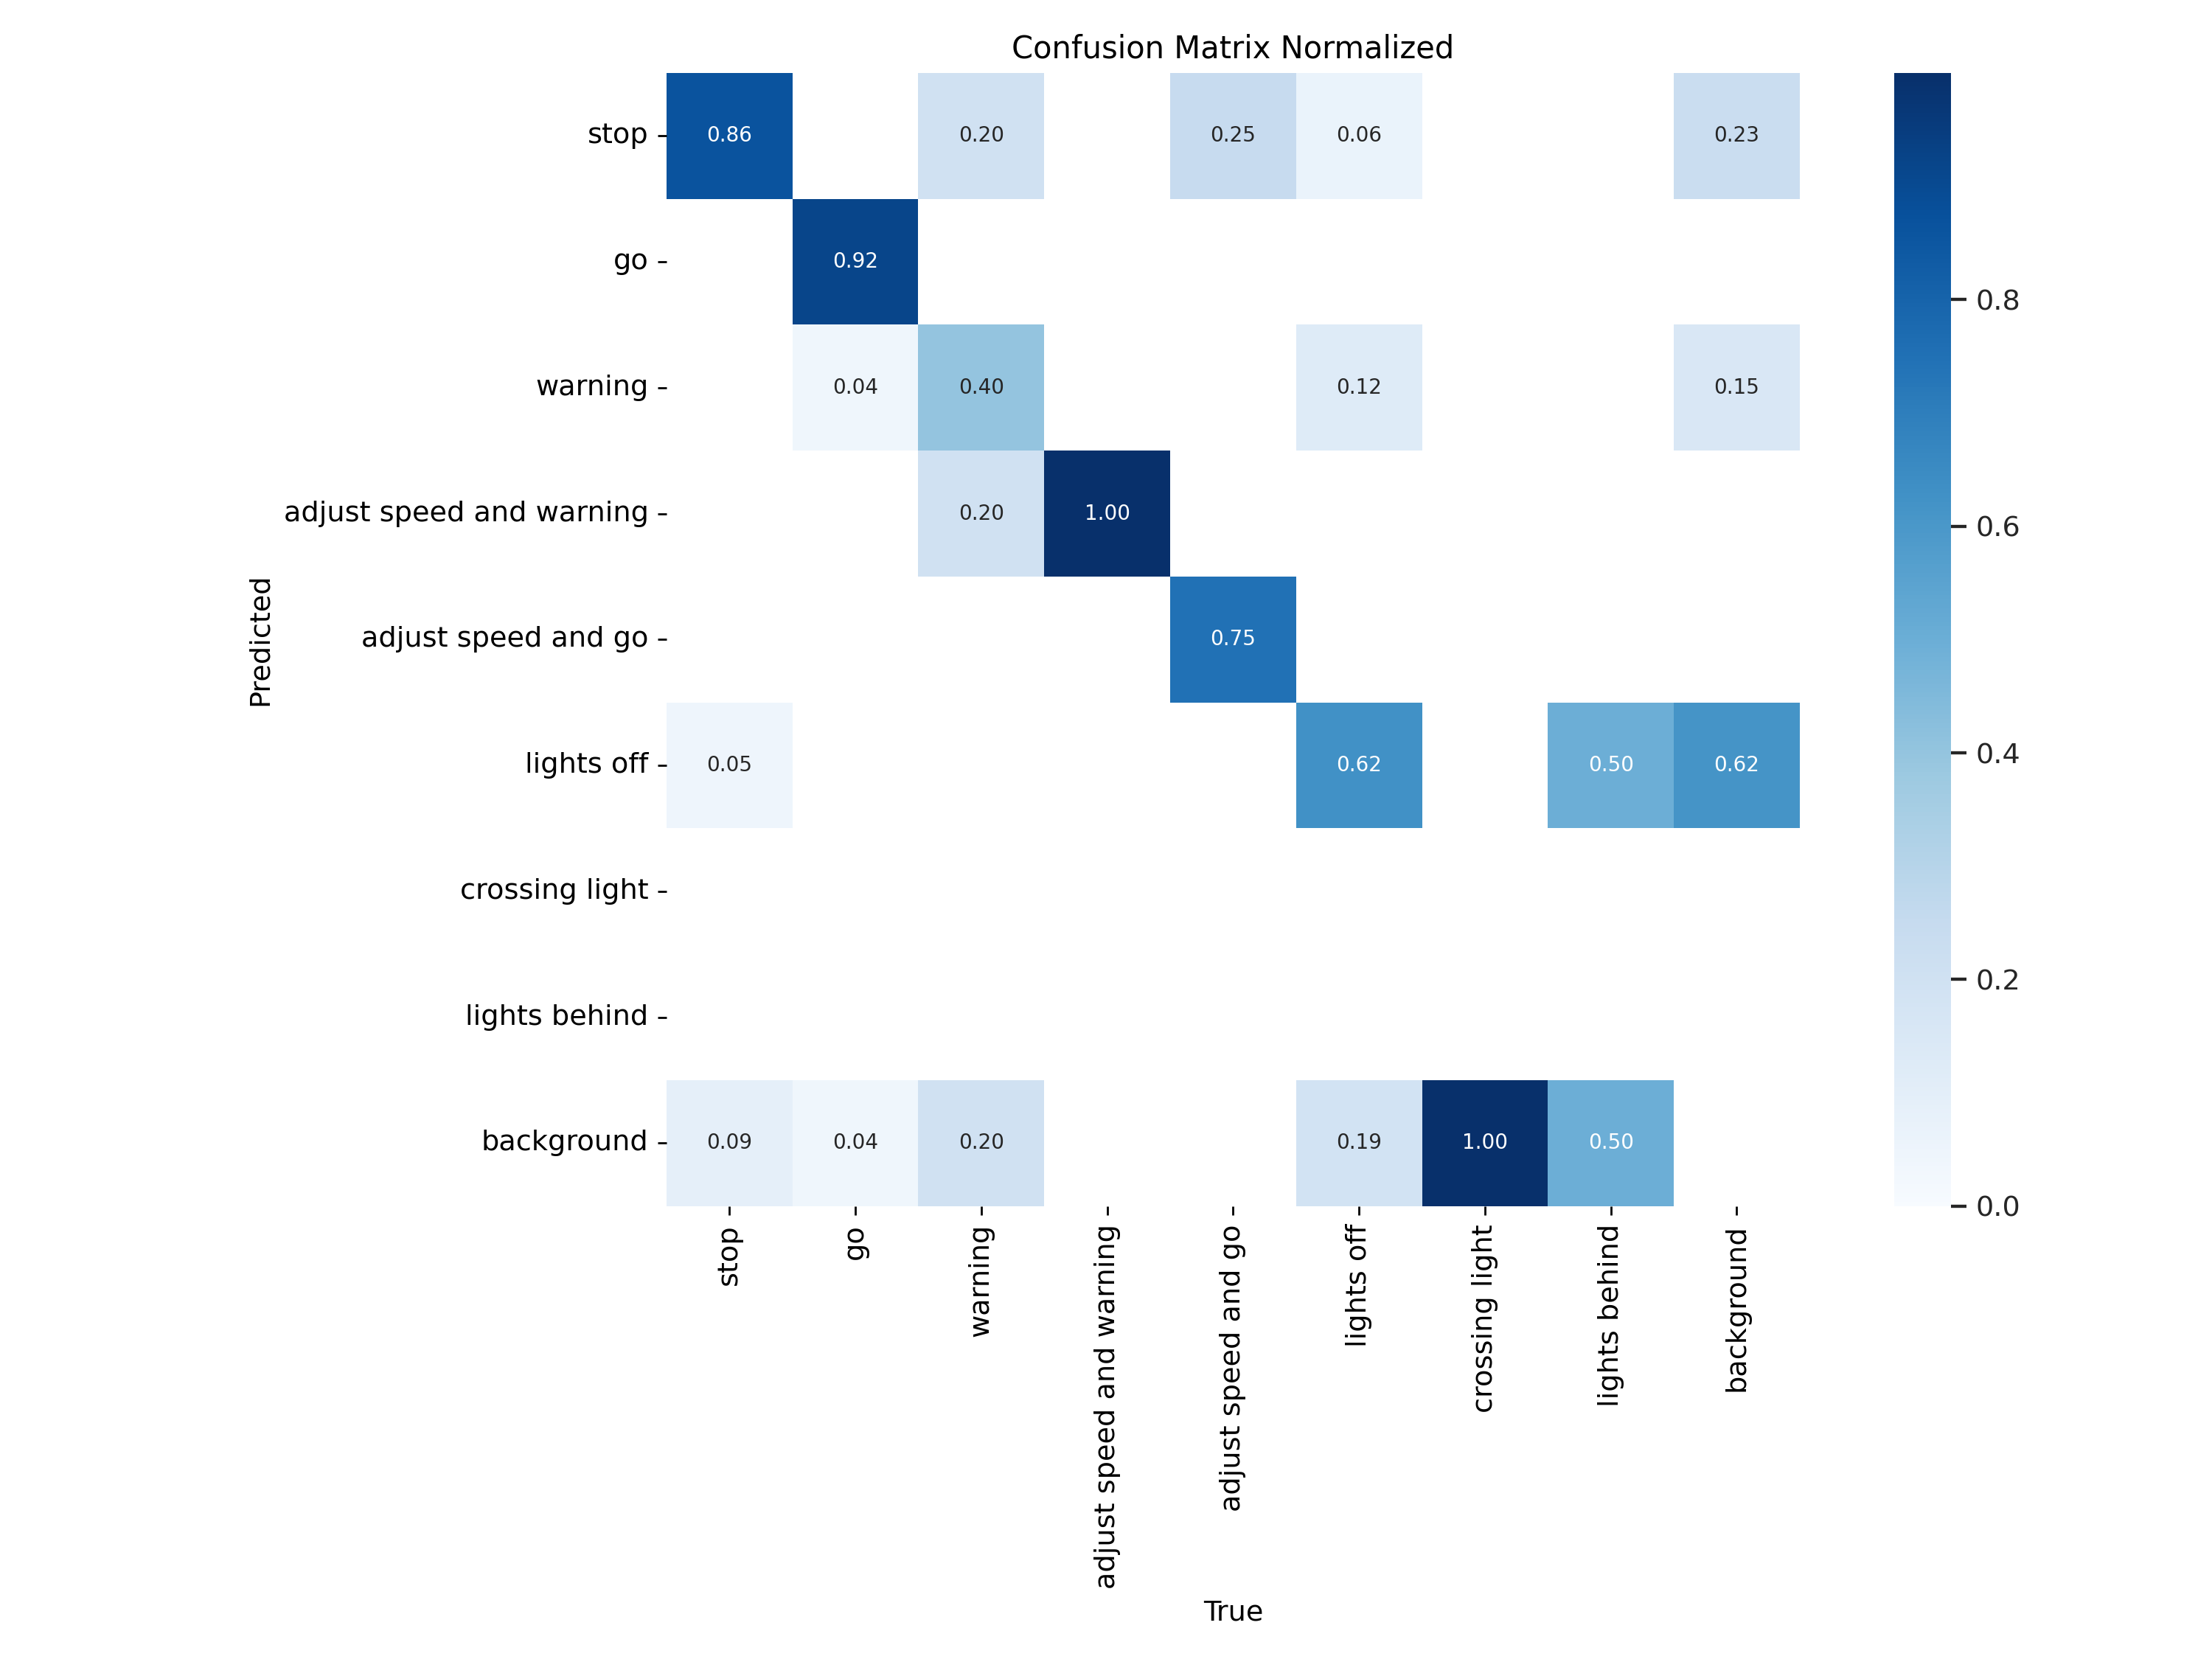 Confusion Matrix Normalized
stop
0.86
0.20
0.25
0.06
0.23
go
0.92
warning
0.04
0.40
0.12
0.15
adjust speed and warning
0.20
1.00
adjust speed and go
0.75
lights off
0.05
0.62
0.50
0.62
crossing light
lights behind
background
0.09
0.04
0.20
0.19
1.00
0.50
Predicted
stop
go
warning
adjust speed and warning
adjust speed and go
lights off
crossing light
lights behind
background
True
0.8
0.6
0.4
0.2
0.0